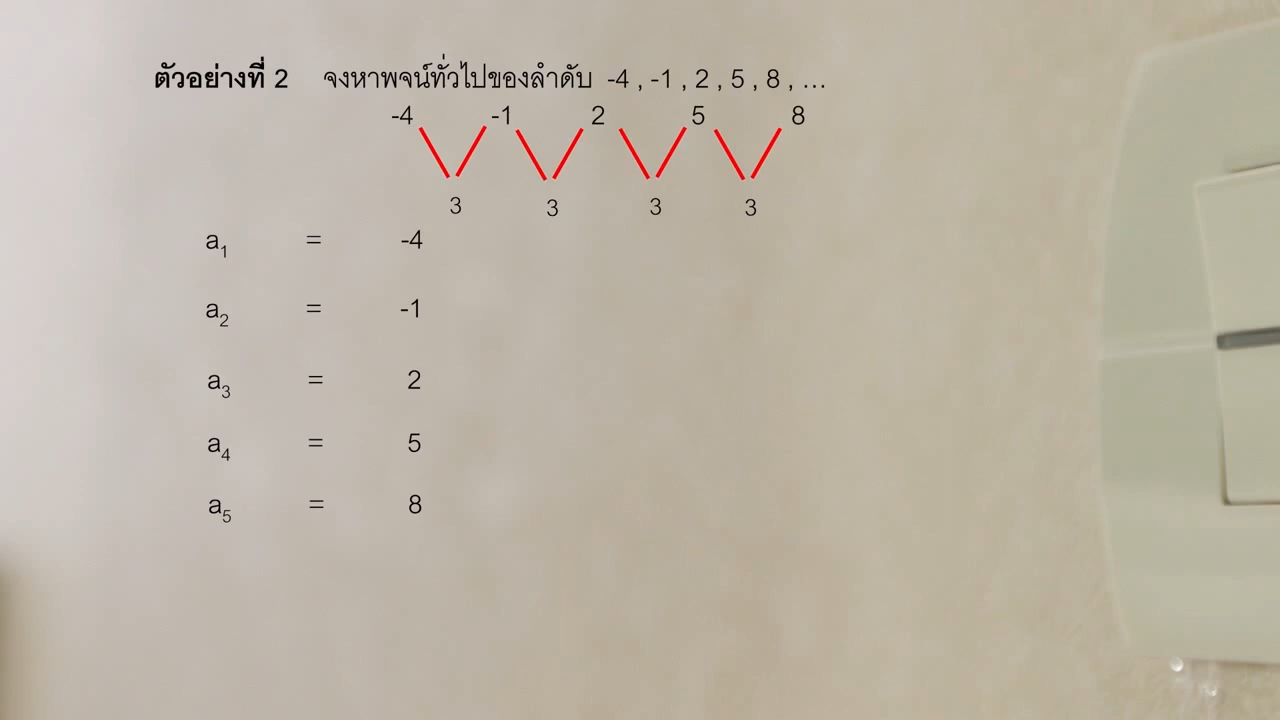 ตัวอย่างที่ 2 จงหาพจน์ทั่วไปของลำดับ -4 , -1 , 2 , 5 , 8 , ...
-4 -1 2 5 8
3 3 3 3
a₁ = -4
a₂ = -1
a₃ = 2
a₄ = 5
a₅ = 8